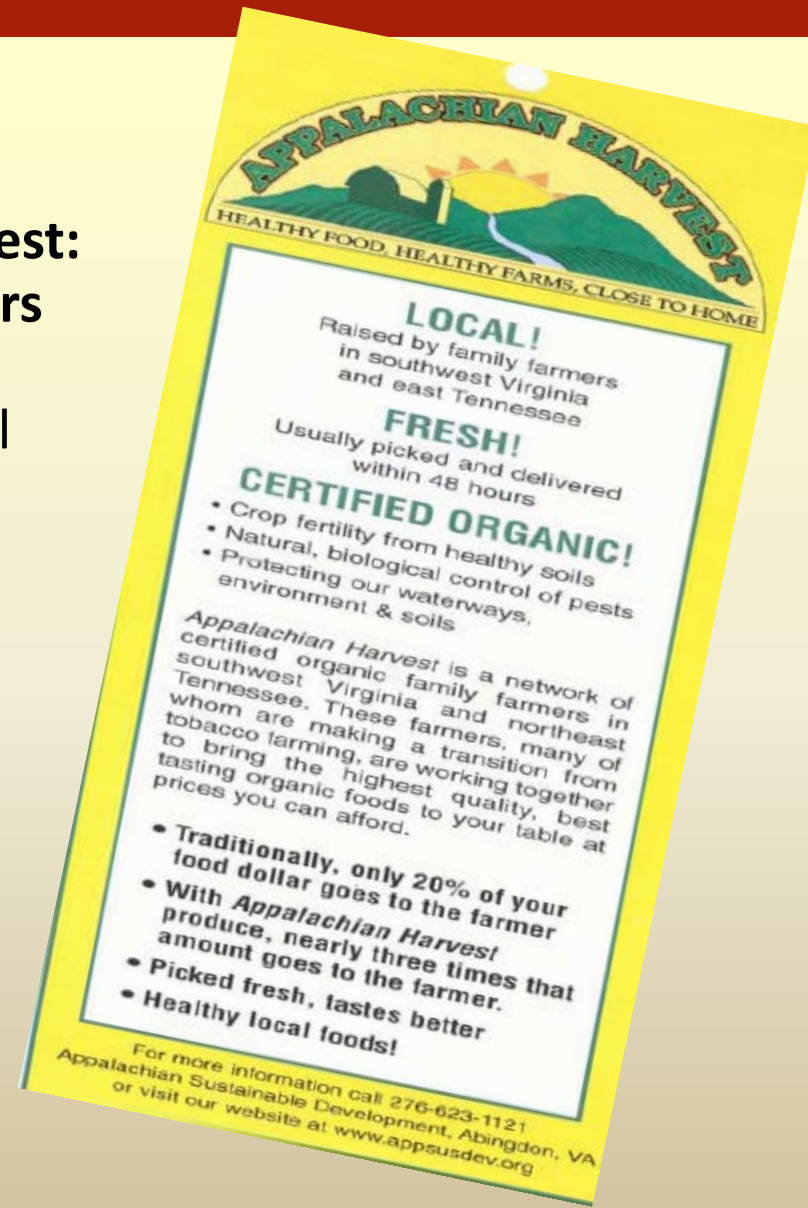 est:
rs
l
APPALACHIAN HARVEST
HEALTHY FOOD, HEALTHY FARMS, CLOSE TO HOME
LOCAL!
Raised by family farmers
in southwest Virginia
and east Tennessee
FRESH!
Usually picked and delivered
within 48 hours
CERTIFIED ORGANIC!
• Crop fertility from healthy soils
• Natural, biological control of pests
• Protecting our waterways,
environment & soils
Appalachian Harvest is a network of
certified organic family farmers in
southwest Virginia and northeast
Tennessee. These farmers, many of
whom are making a transition from
tobacco farming, are working together
to bring the highest quality, best
tasting organic foods to your table at
prices you can afford.
• Traditionally, only 20% of your
food dollar goes to the farmer
• With Appalachian Harvest
produce, nearly three times that
amount goes to the farmer.
• Picked fresh, tastes better
• Healthy local foods!
For more information call 276-623-1121
Appalachian Sustainable Development, Abingdon, VA
or visit our website at www.appsusdev.org